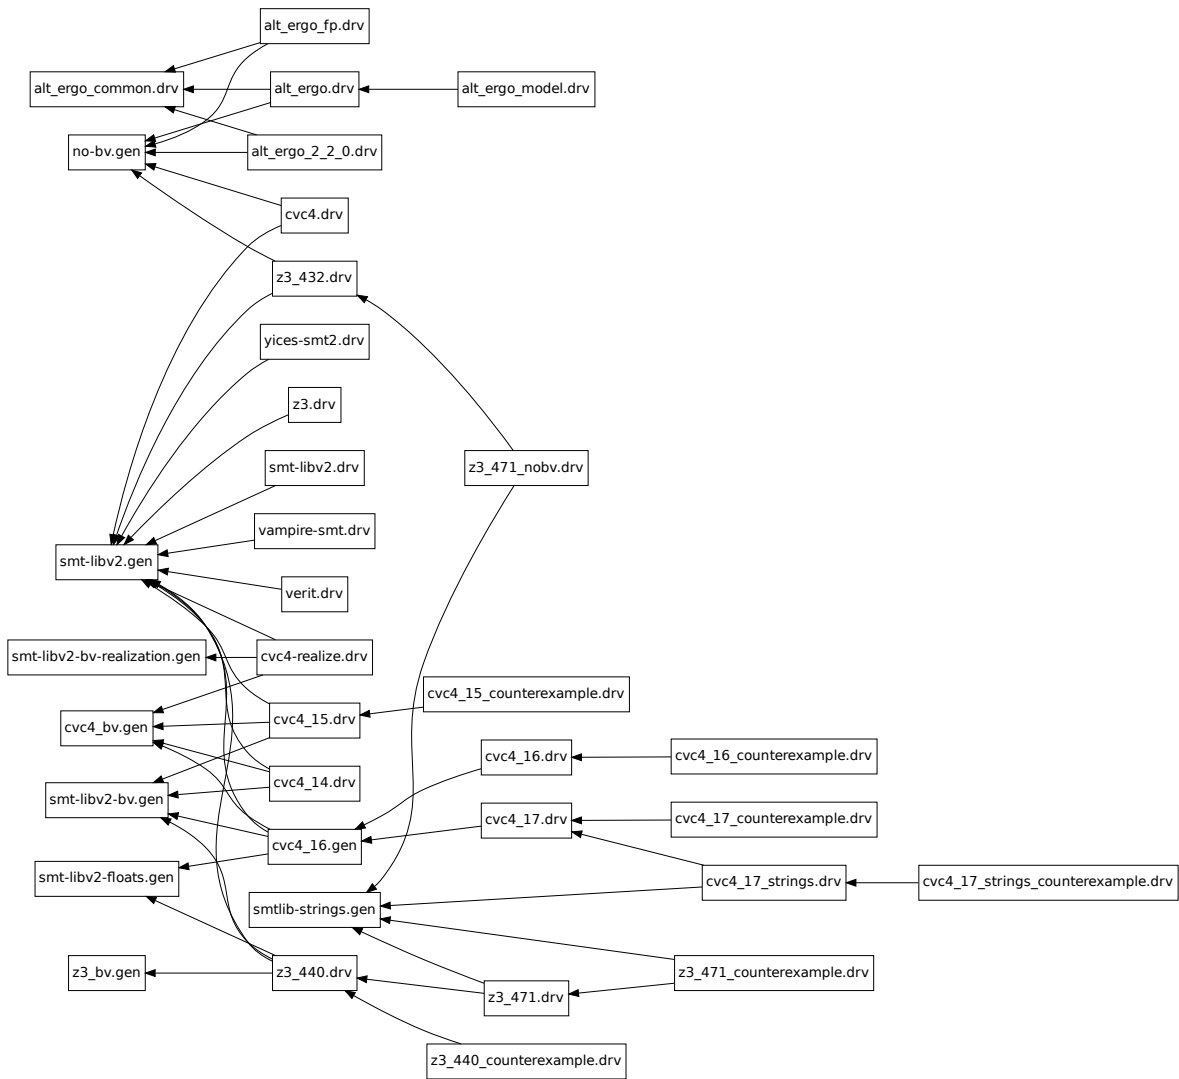 alt_ergo_fp.drv
alt_ergo_common.drv
alt_ergo.drv
alt_ergo_model.drv
no-bv.gen
alt_ergo_2_2_0.drv
cvc4.drv
z3_432.drv
yices-smt2.drv
z3.drv
smt-libv2.drv
z3_471_nobv.drv
vampire-smt.drv
smt-libv2.gen
verit.drv
smt-libv2-bv-realization.gen
cvc4-realize.drv
cvc4_15_counterexample.drv
cvc4_bv.gen
cvc4_15.drv
cvc4_16.drv
cvc4_16_counterexample.drv
smt-libv2-bv.gen
cvc4_14.drv
cvc4_17.drv
cvc4_17_counterexample.drv
cvc4_16.gen
smt-libv2-floats.gen
cvc4_17_strings.drv
cvc4_17_strings_counterexample.drv
smtlib-strings.gen
z3_bv.gen
z3_440.drv
z3_471_counterexample.drv
z3_471.drv
z3_440_counterexample.drv